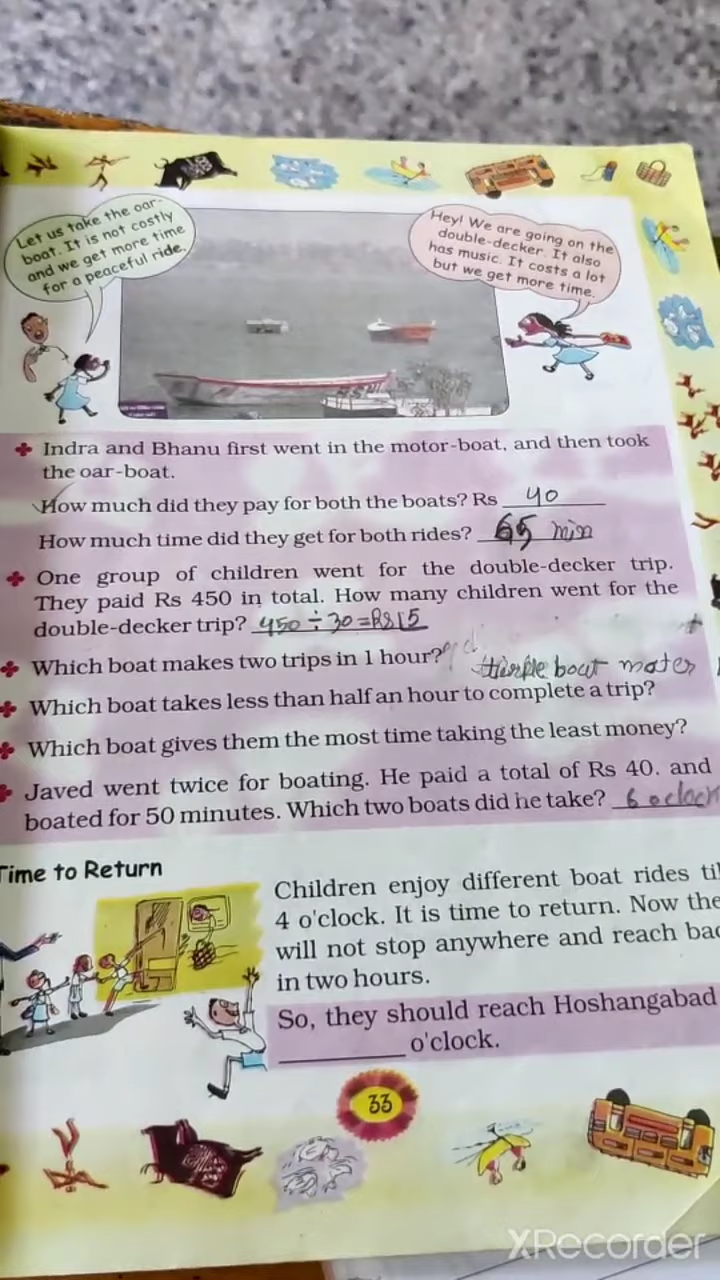 Let us take the oar-
boat. It is not costly
and we get more time
for a peaceful ride.
Hey! We are going on the
double-decker. It also
has music. It costs a lot
but we get more time.
Indra and Bhanu first went in the motor-boat, and then took
the oar-boat.
How much did they pay for both the boats? Rs 40
How much time did they get for both rides? 65 min
One group of children went for the double-decker trip.
They paid Rs 450 in total. How many children went for the
double-decker trip? 450 ÷ 30 = Rs 15
Which boat makes two trips in 1 hour? boat
Which boat takes less than half an hour to complete a trip?
Which boat gives them the most time taking the least money?
Javed went twice for boating. He paid a total of Rs 40. and
boated for 50 minutes. Which two boats did he take? 6 oclock
Time to Return
Children enjoy different boat rides til
4 o'clock. It is time to return. Now the
will not stop anywhere and reach bac
in two hours.
So, they should reach Hoshangabad
o'clock.
33
XRecorder